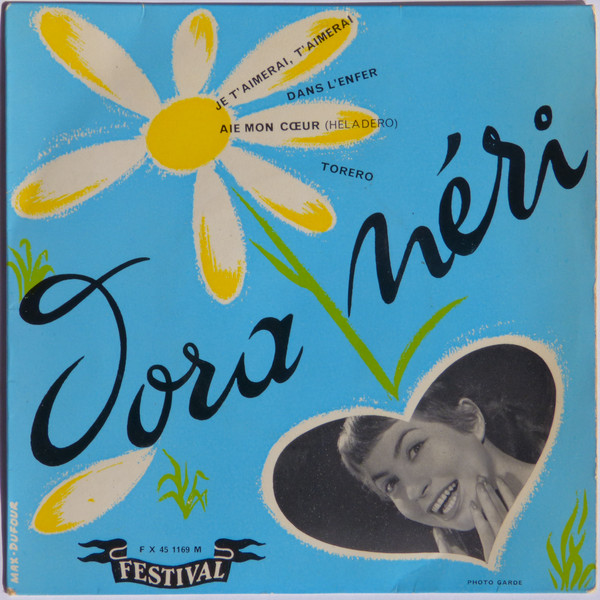 JE T'AIMERAI, T'AIMERAI
DANS L'ENFER
AIE MON CŒUR (HELADERO)
TORERO
Dora néri
MAX-DUFOUR
F X 45 1169 M
FESTIVAL
PHOTO GARDE